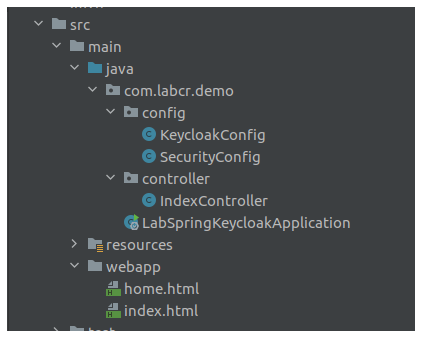 src
main
java
com.labcr.demo
config
KeycloakConfig
SecurityConfig
controller
IndexController
LabSpringKeycloakApplication
resources
webapp
home.html
index.html